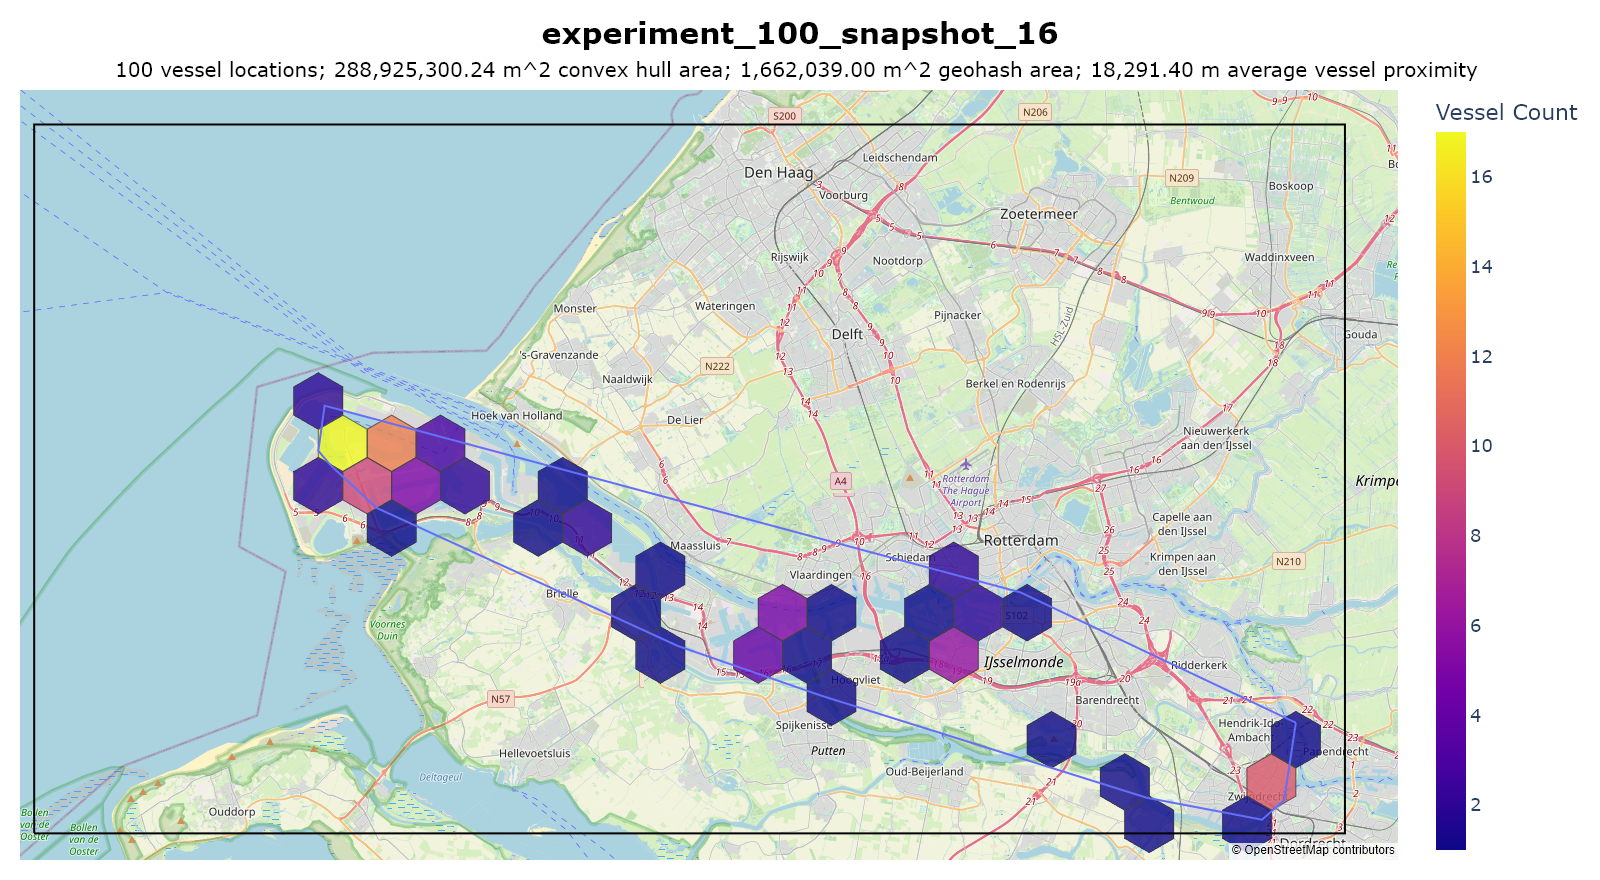 experiment_100_snapshot_16
100 vessel locations; 288,925,300.24 m^2 convex hull area; 1,662,039.00 m^2 geohash area; 18,291.40 m average vessel proximity
Vessel Count
16
14
12
10
8
6
4
2
S200
N206
Leidschendam
Den Haag
Voorburg
N209
Boskoop
Bentwoud
Zoetermeer
Rijswijk
Nootdorp
Waddinxveen
Monster
Wateringen
Pijnacker
HSL-Zuid
Delft
Gouda
's-Gravenzande
N222
Naaldwijk
Berkel en Rodenrijs
Hoek van Holland
De Lier
Nieuwerkerk
aan den IJssel
A4
Rotterdam
The Hague
Airport
Krimpe
Capelle aan
den IJssel
Maassluis
Schiedam
Rotterdam
Krimpen aan
den IJssel
N210
Vlaardingen
Brielle
S102
Voornes
Duin
IJsselmonde
Ridderkerk
Hoogvliet
N57
Barendrecht
Spijkenisse
Hendrik-Ido-
Ambacht
Papendrecht
Hellevoetsluis
Putten
Deltageul
Oud-Beijerland
Zwijndrecht
Ouddorp
Bollen
van de
Ooster
Bollen
van de
Ooster
Dordrecht
© OpenStreetMap contributors